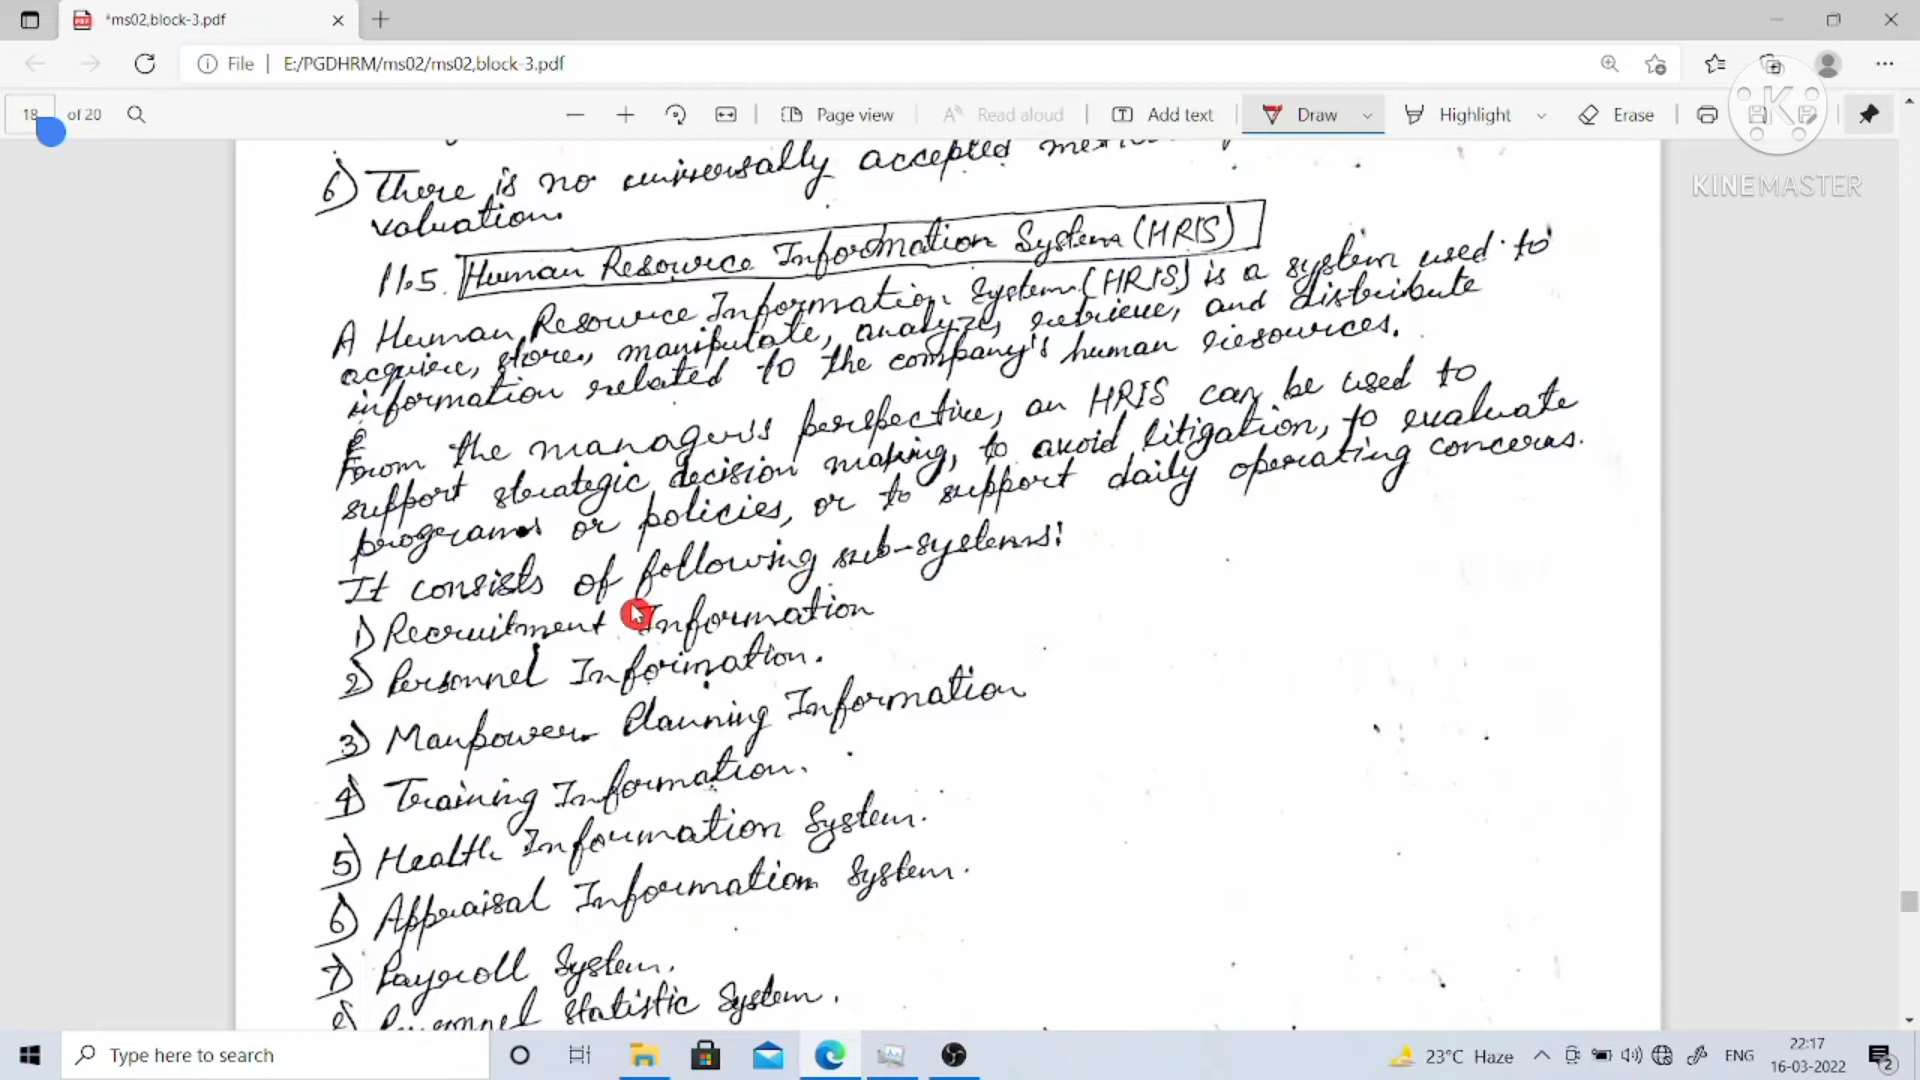 *ms02,block-3.pdf
File
E:/PGDHRM/ms02/ms02,block-3.pdf
18 of 20
Page view
Read aloud
Add text
Draw
Highlight
Erase
K
KINEMASTER
6) There is no universally accepted
valuation.
11.5. Human Resource Information System (HRIS)
A Human Resource Information System (HRIS) is a system used to
acquire, store, manipulate, analyze, retrieve, and distribute
information related to the company's human resources.
From the manager's perspective, an HRIS can be used to
support strategic decision making, to avoid litigation, to evaluate
programs or policies, or to support daily operating concerns.
It consists of following sub-systems:
1) Recruitment Information
2) Personnel Information.
3) Manpower Planning Information
4) Training Information.
5) Health Information System.
6) Appraisal Information System.
7) Payroll System.
8) Personnel Statistic System.
Type here to search
23°C Haze
ENG
22:17
16-03-2022
2